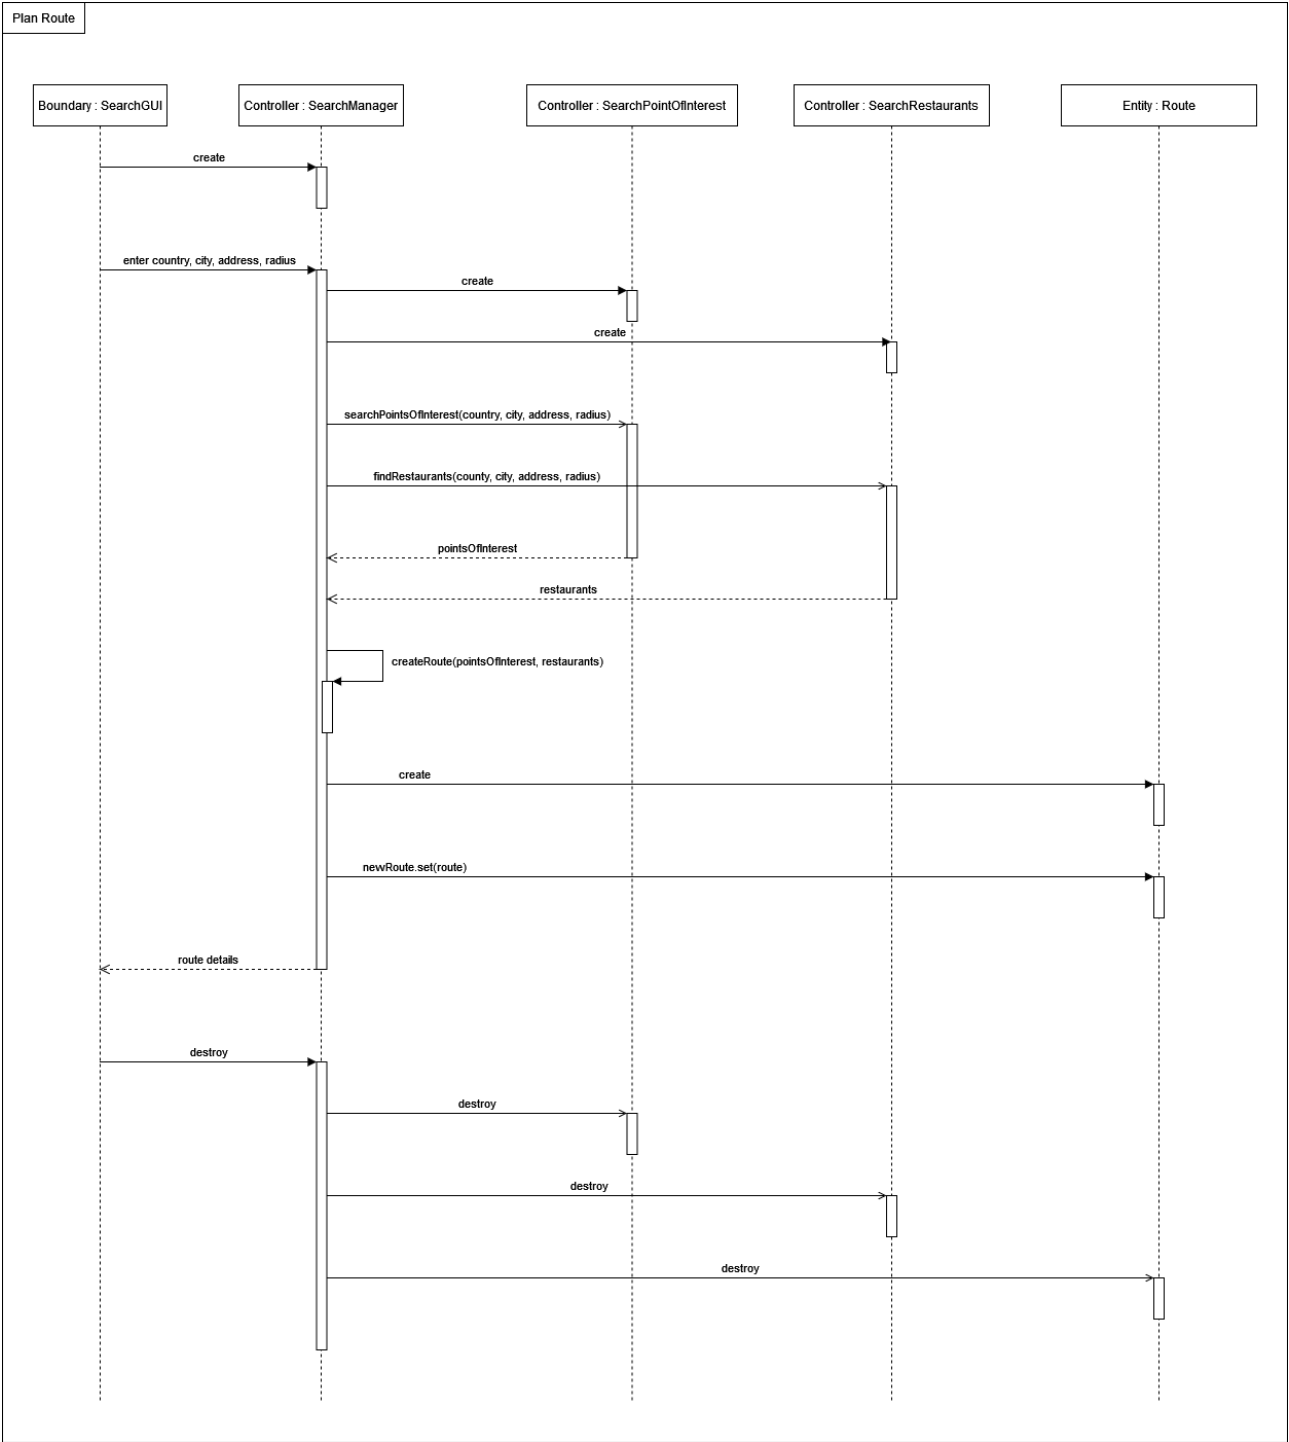 Plan Route
Boundary : SearchGUI
Controller : SearchManager
Controller : SearchPointOfInterest
Controller : SearchRestaurants
Entity : Route
create
enter country, city, address, radius
create
create
searchPointsOfInterest(country, city, address, radius)
findRestaurants(county, city, address, radius)
pointsOfInterest
restaurants
createRoute(pointsOfInterest, restaurants)
create
newRoute.set(route)
route details
destroy
destroy
destroy
destroy